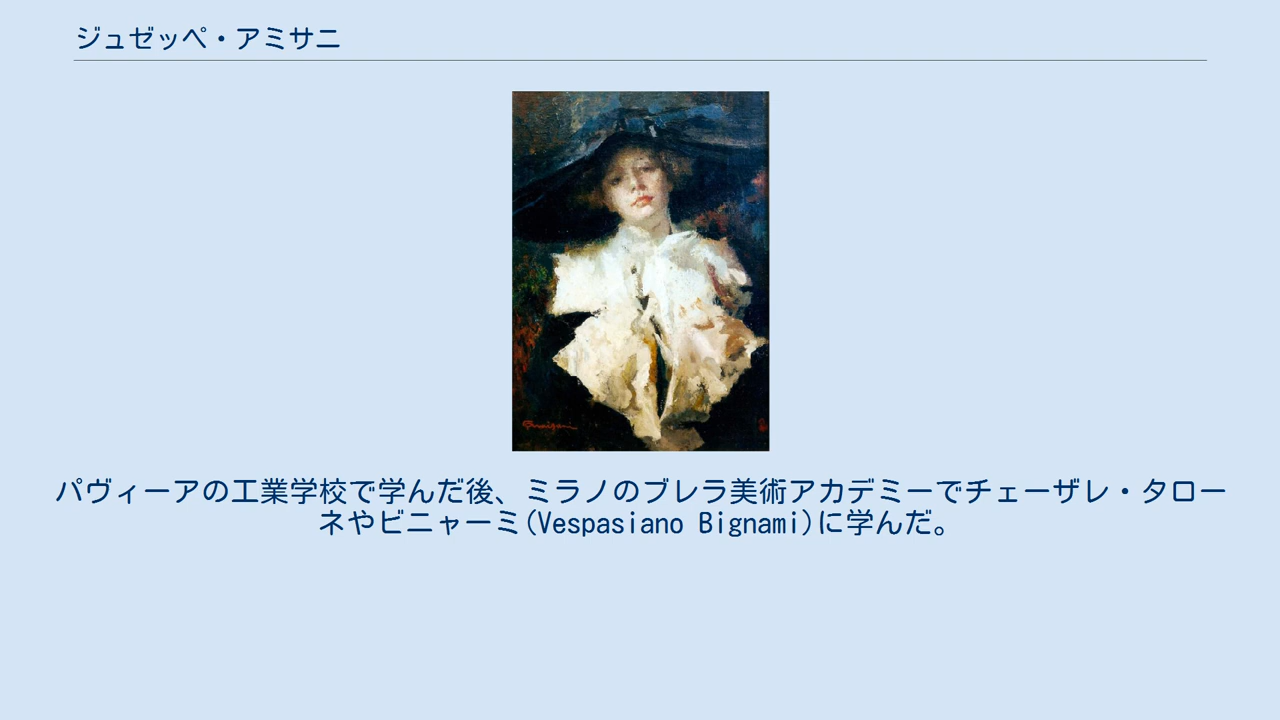 ジュゼッペ・アミサニ
パヴィーアの工業学校で学んだ後、ミラノのブレラ美術アカデミーでチェーザレ・タロー
ネやビニャーミ(Vespasiano Bignami)に学んだ。